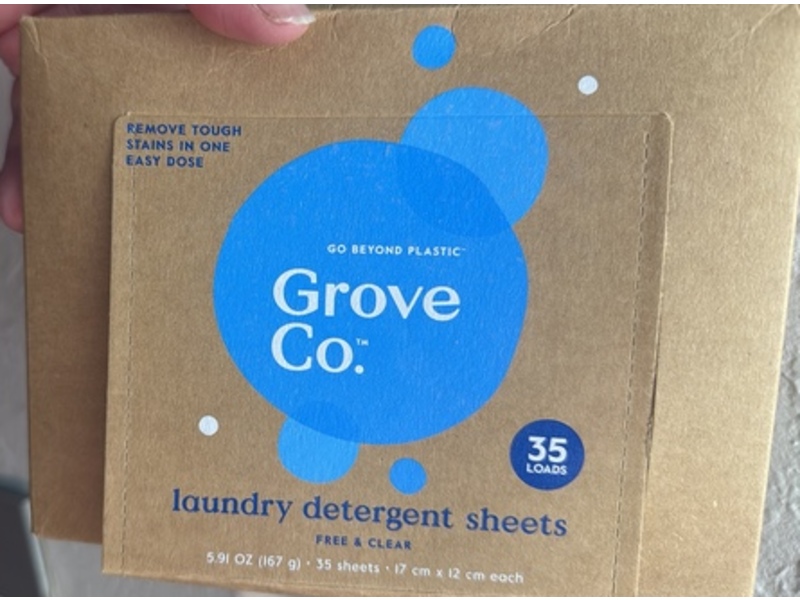 REMOVE TOUGH
STAINS IN ONE
EASY DOSE
GO BEYOND PLASTIC™
Grove
Co.™
35
LOADS
laundry detergent sheets
FREE & CLEAR
5.91 OZ (167 g) • 35 sheets • 17 cm x 12 cm each